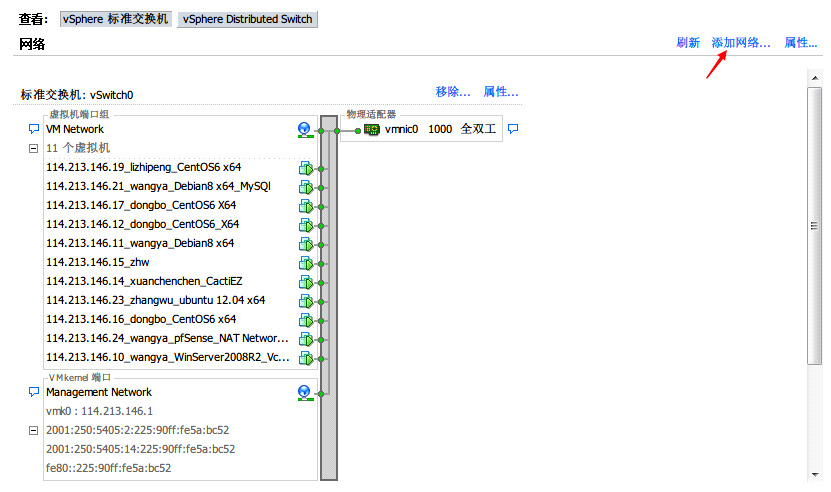 查看： vSphere 标准交换机 vSphere Distributed Switch
网络 刷新 添加网络... 属性...
标准交换机: vSwitch0 移除... 属性...
虚拟机端口组 物理适配器
VM Network vmnic0 1000 全双工
11 个虚拟机
114.213.146.19_lizhipeng_CentOS6 x64
114.213.146.21_wangya_Debian8 x64_MySQl
114.213.146.17_dongbo_CentOS6 X64
114.213.146.12_dongbo_CentOS6_X64
114.213.146.11_wangya_Debian8 x64
114.213.146.15_zhw
114.213.146.14_xuanchenchen_CactiEZ
114.213.146.23_zhangwu_ubuntu 12.04 x64
114.213.146.16_dongbo_CentOS6 x64
114.213.146.24_wangya_pfSense_NAT Networ...
114.213.146.10_wangya_WinServer2008R2_Vc...
VMkernel 端口
Management Network
vmk0 : 114.213.146.1
2001:250:5405:2:225:90ff:fe5a:bc52
2001:250:5405:14:225:90ff:fe5a:bc52
fe80::225:90ff:fe5a:bc52